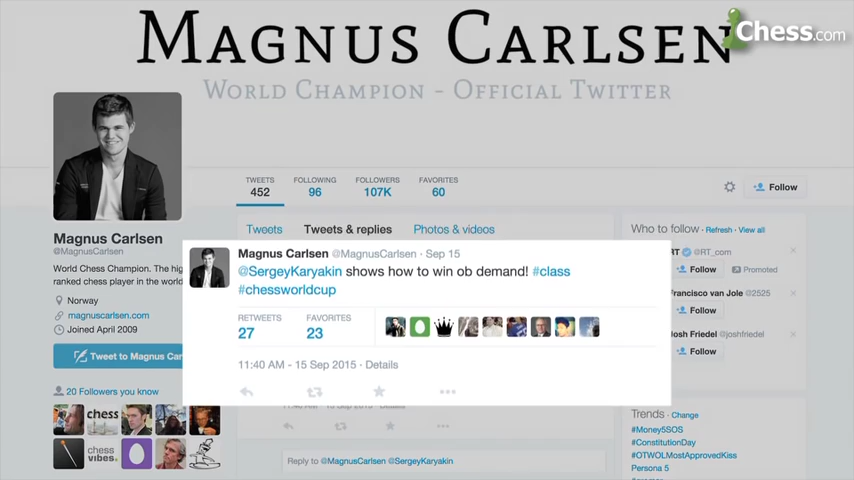 MAGNUS CARLSEN
Chess.com
WORLD CHAMPION - OFFICIAL TWITTER
TWEETS
452
FOLLOWING
96
FOLLOWERS
107K
FAVORITES
60
Follow
Magnus Carlsen
@MagnusCarlsen
World Chess Champion. The hig
ranked chess player in the world
Norway
magnuscarlsen.com
Joined April 2009
Tweet to Magnus Car
20 Followers you know
chess
chess
vibes
Tweets
Tweets & replies
Photos & videos
Magnus Carlsen @MagnusCarlsen · Sep 15
@SergeyKaryakin shows how to win ob demand! #class
#chessworldcup
RETWEETS
27
FAVORITES
23
11:40 AM - 15 Sep 2015 · Details
Reply to @MagnusCarlsen @SergeyKaryakin
Who to follow · Refresh · View all
RT @RT_com
Follow
Promoted
Francisco van Jole @2525
Follow
Josh Friedel @joshfriedel
Follow
Trends · Change
#Money5SOS
#ConstitutionDay
#OTWOLMostApprovedKiss
Persona 5